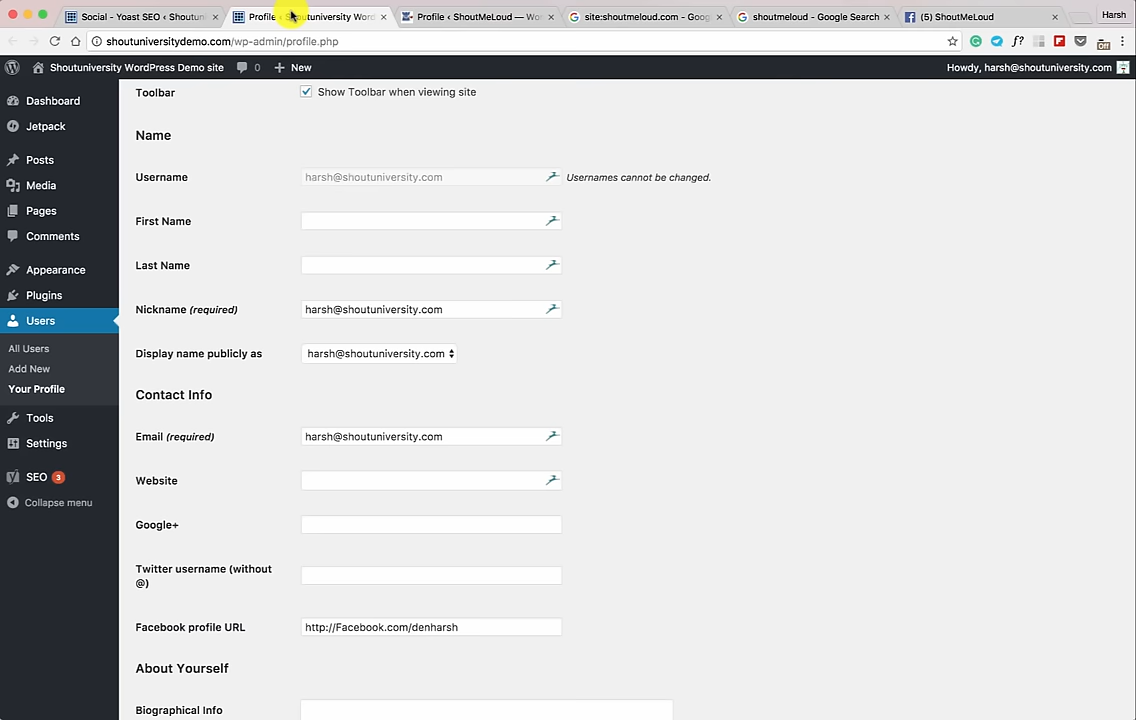 Social - Yoast SEO ‹ Shoutuni
Profile ‹ Shoutuniversity Word
Profile ‹ ShoutMeLoud — Wor
site:shoutmeloud.com - Goog
shoutmeloud - Google Search
(5) ShoutMeLoud
Harsh
shoutuniversitydemo.com/wp-admin/profile.php
f?
Off
Shoutuniversity WordPress Demo site
0
New
Howdy, harsh@shoutuniversity.com
Dashboard
Jetpack
Posts
Media
Pages
Comments
Appearance
Plugins
Users
All Users
Add New
Your Profile
Tools
Settings
SEO 3
Collapse menu
Toolbar
Show Toolbar when viewing site
Name
Username
harsh@shoutuniversity.com
Usernames cannot be changed.
First Name
Last Name
Nickname (required)
harsh@shoutuniversity.com
Display name publicly as
harsh@shoutuniversity.com
Contact Info
Email (required)
harsh@shoutuniversity.com
Website
Google+
Twitter username (without
@)
Facebook profile URL
http://Facebook.com/denharsh
About Yourself
Biographical Info